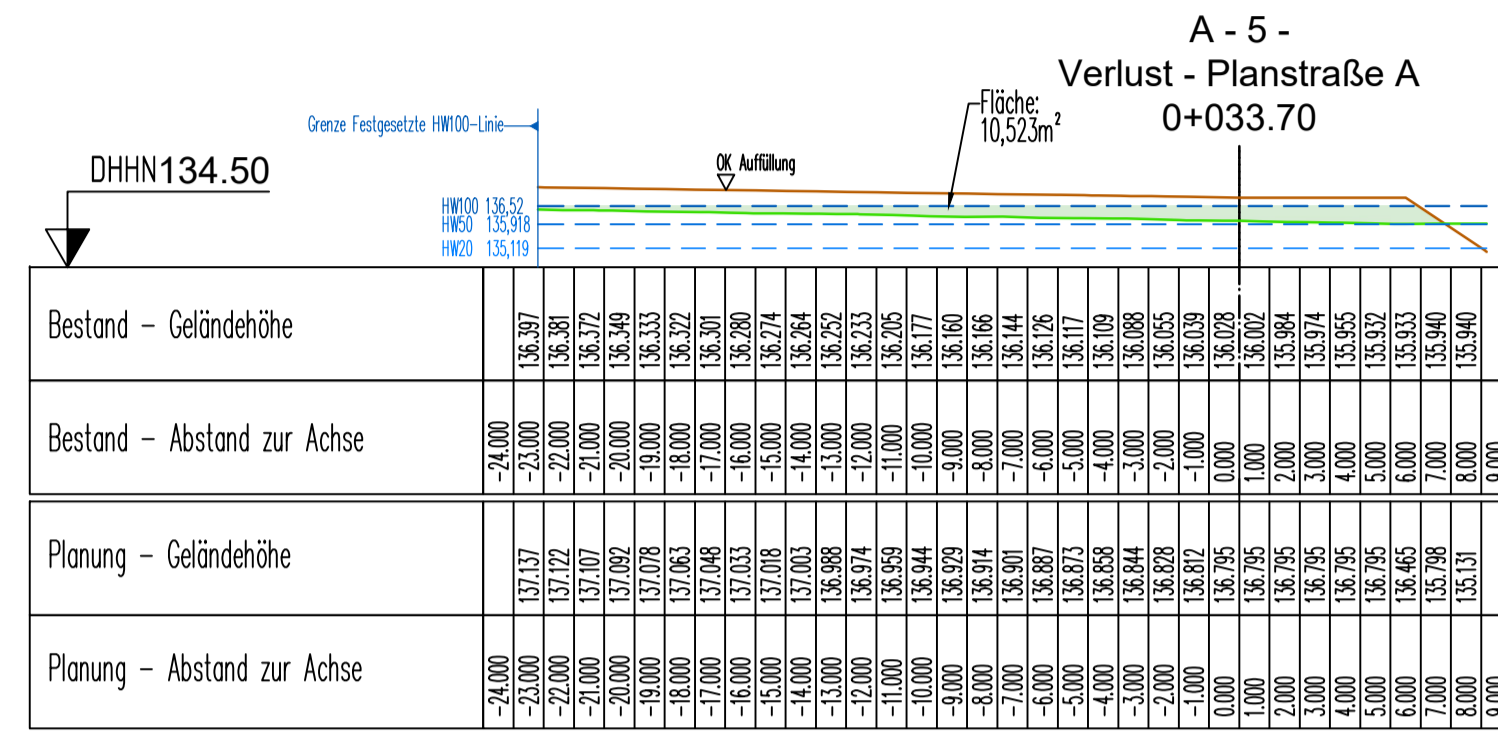 A - 5 -
Verlust - Planstraße A
0+033.70
Fläche:
10,523m²
Grenze Festgesetzte HW100-Linie
DHHN134.50
OK Auffüllung
HW100 136,52
HW50 135,918
HW20 135,119
Bestand - Geländehöhe
136.397 136.381 136.372 136.349 136.333 136.322 136.301 136.280 136.274 136.264 136.252 136.233 136.205 136.177 136.160 136.166 136.144 136.126 136.117 136.109 136.088 136.055 136.039 136.028 136.002 135.984 135.974 135.955 135.932 135.933 135.940 135.940
Bestand - Abstand zur Achse
-24.000 -23.000 -22.000 -21.000 -20.000 -19.000 -18.000 -17.000 -16.000 -15.000 -14.000 -13.000 -12.000 -11.000 -10.000 -9.000 -8.000 -7.000 -6.000 -5.000 -4.000 -3.000 -2.000 -1.000 0.000 1.000 2.000 3.000 4.000 5.000 6.000 7.000 8.000 9.000
Planung - Geländehöhe
137.137 137.122 137.107 137.092 137.078 137.063 137.048 137.033 137.018 137.003 136.988 136.974 136.959 136.944 136.929 136.914 136.901 136.887 136.873 136.858 136.844 136.828 136.812 136.795 136.795 136.795 136.795 136.795 136.795 136.465 135.798 135.131
Planung - Abstand zur Achse
-24.000 -23.000 -22.000 -21.000 -20.000 -19.000 -18.000 -17.000 -16.000 -15.000 -14.000 -13.000 -12.000 -11.000 -10.000 -9.000 -8.000 -7.000 -6.000 -5.000 -4.000 -3.000 -2.000 -1.000 0.000 1.000 2.000 3.000 4.000 5.000 6.000 7.000 8.000 9.000